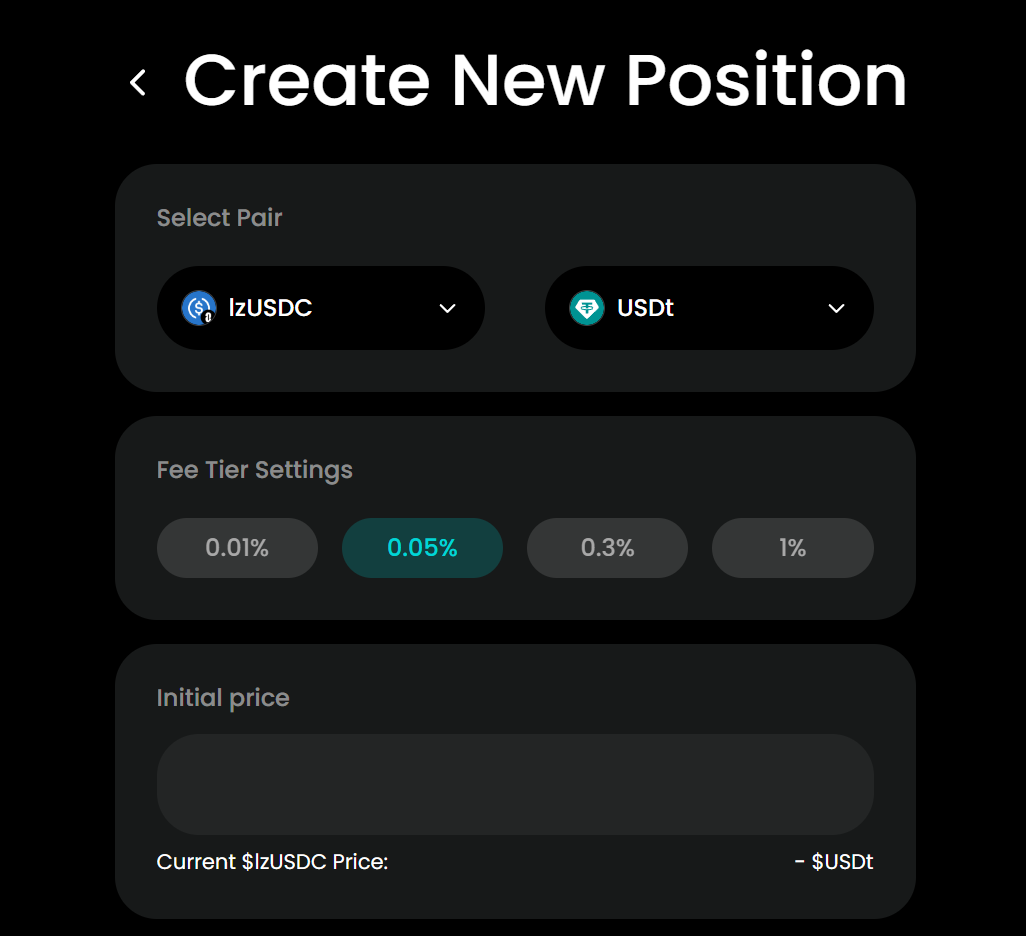 Create New Position
Select Pair
lzUSDC
USDt
Fee Tier Settings
0.01%
0.05%
0.3%
1%
Initial price
Current $lzUSDC Price:
- $USDt